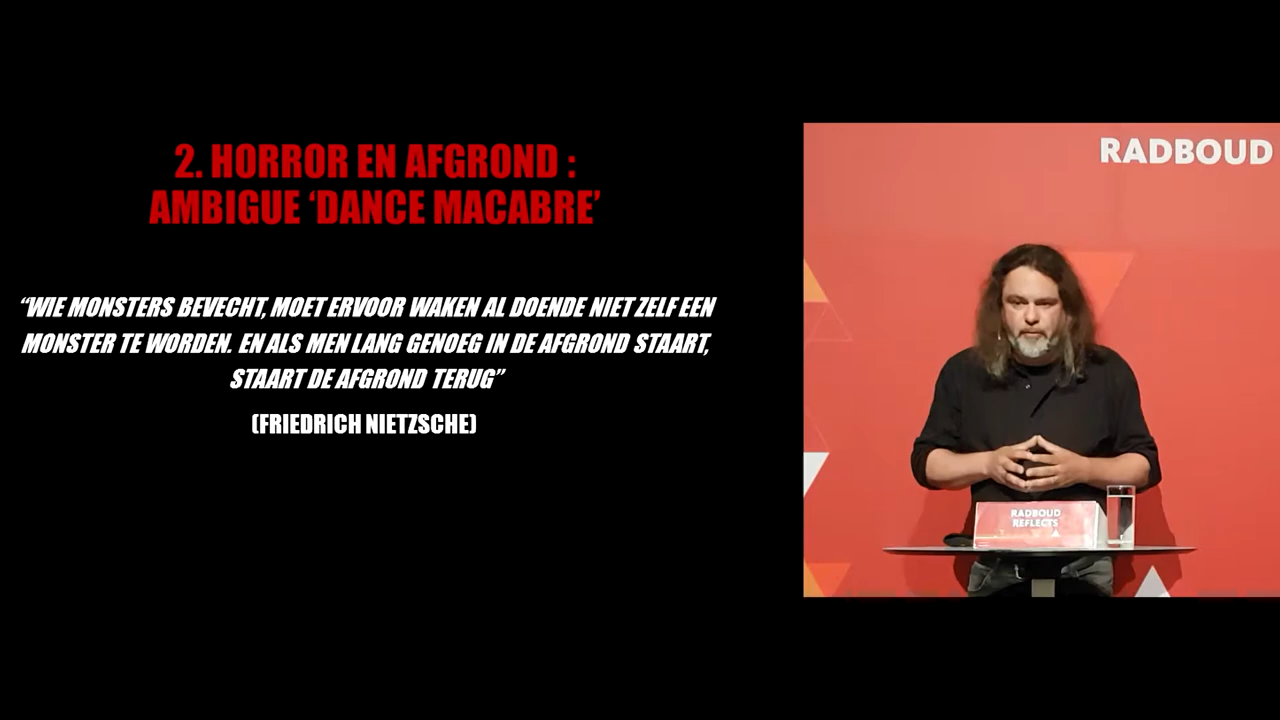 2. HORROR EN AFGROND :
AMBIGUE ‘DANCE MACABRE’
“WIE MONSTERS BEVECHT, MOET ERVOOR WAKEN AL DOENDE NIET ZELF EEN
MONSTER TE WORDEN. EN ALS MEN LANG GENOEG IN DE AFGROND STAART,
STAART DE AFGROND TERUG”
(FRIEDRICH NIETZSCHE)
RADBOUD
RADBOUD
REFLECTS